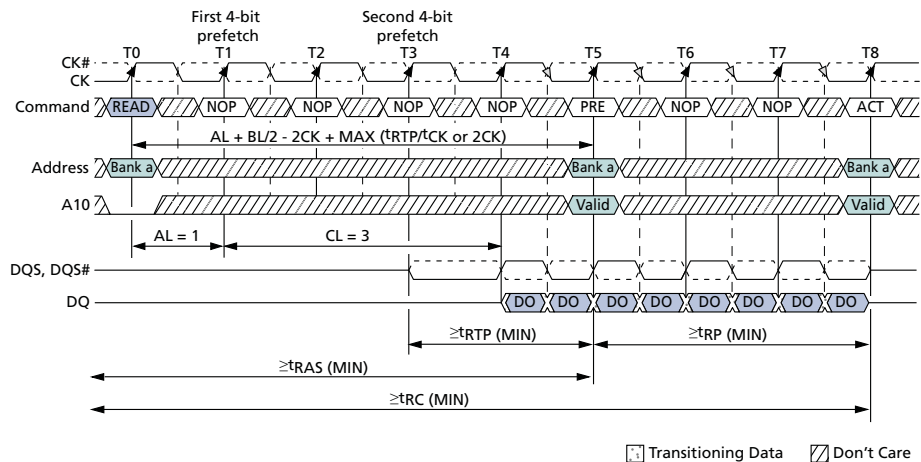 First 4-bit prefetch
Second 4-bit prefetch
T0 T1 T2 T3 T4 T5 T6 T7 T8
CK#
CK
Command READ NOP NOP NOP NOP PRE NOP NOP ACT
AL + BL/2 - 2CK + MAX (tRTP/tCK or 2CK)
Address Bank a Bank a Bank a
A10 Valid Valid
AL = 1 CL = 3
DQS, DQS#
DQ DO DO DO DO DO DO DO DO
≥tRTP (MIN) ≥tRP (MIN)
≥tRAS (MIN)
≥tRC (MIN)
Transitioning Data Don't Care